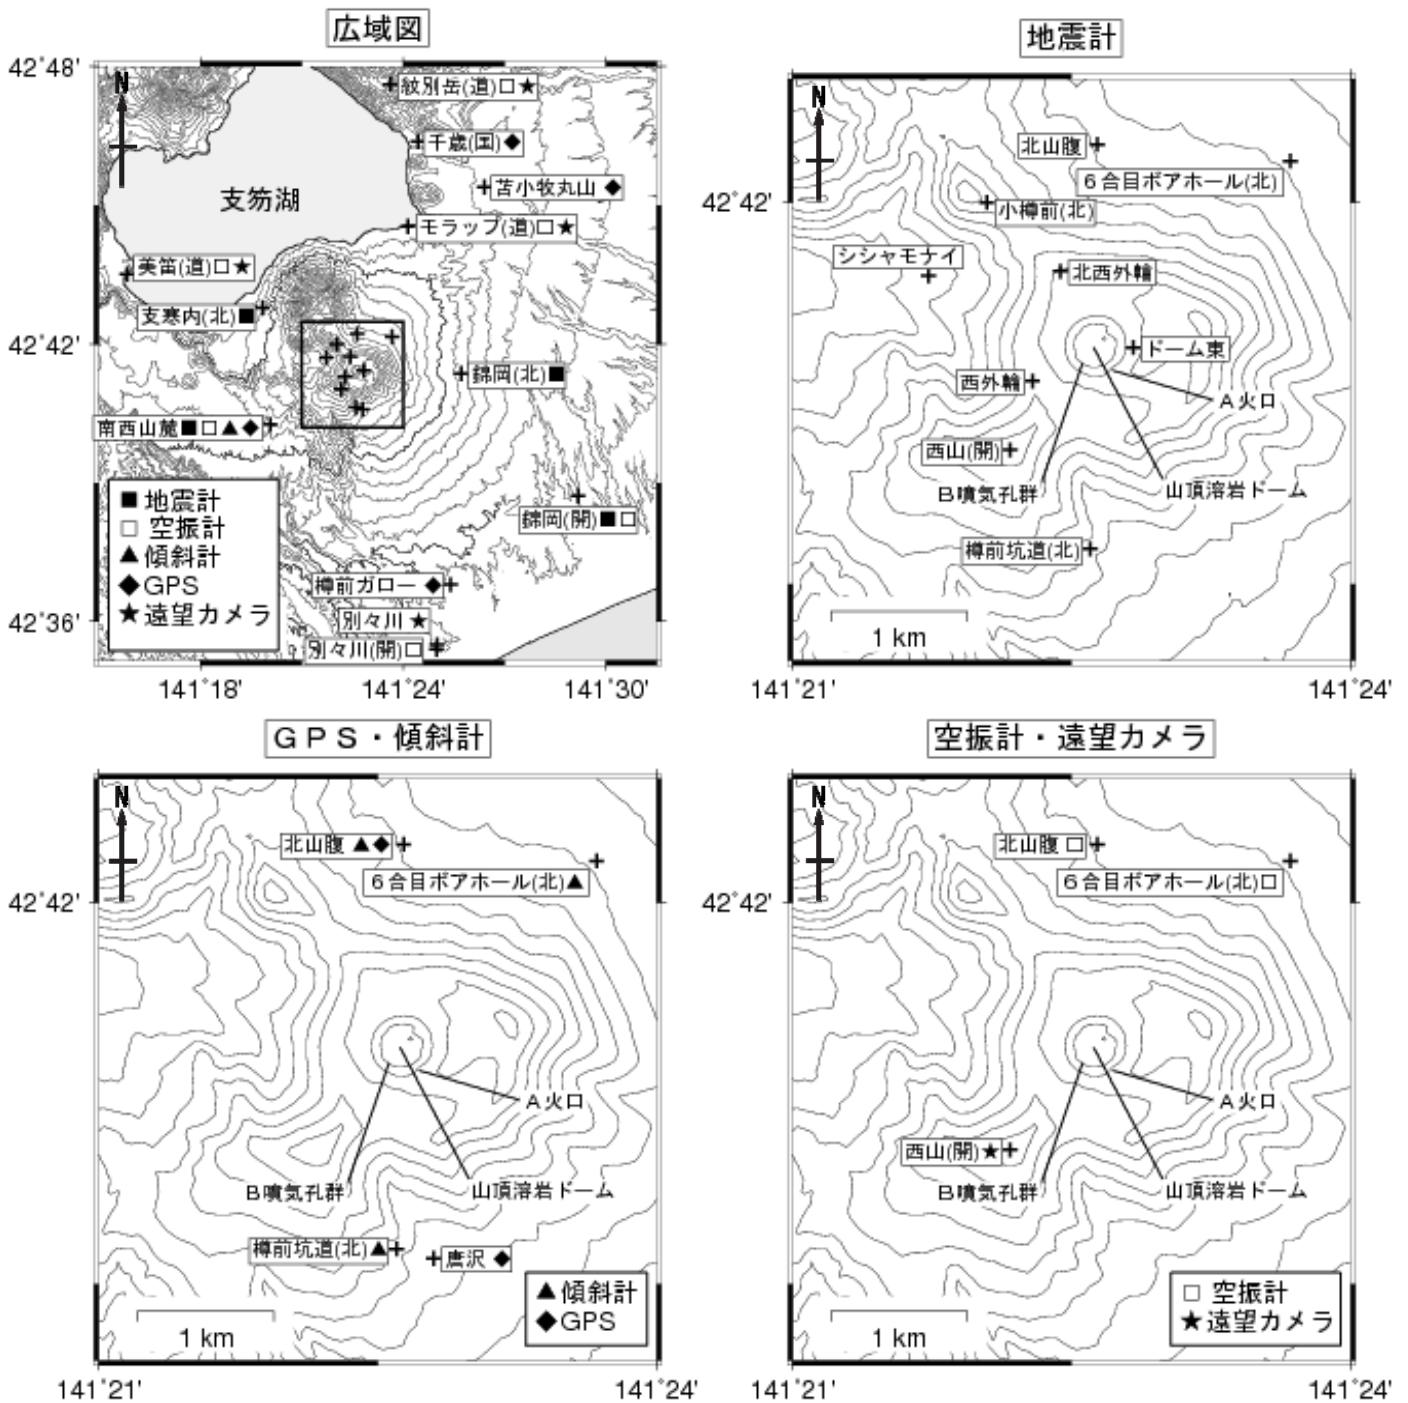 広域図
42°48'
N
紋別岳(道)□★
千歳(国)◆
苫小牧丸山 ◆
支笏湖
モラップ(道)□★
美笛(道)□★
支寒内(北)■
42°42'
錦岡(北)■
南西山麓■□▲◆
錦岡(開)■□
■ 地震計
□ 空振計
▲ 傾斜計
◆ GPS
★ 遠望カメラ
樽前ガロー ◆
42°36'
別々川 ★
別々川(開)□
141°18'
141°24'
141°30'
地震計
N
北山腹
6合目ボアホール(北)
42°42'
小樽前(北)
シシャモナイ
北西外輪
ドーム東
西外輪
A火口
西山(開)
B噴気孔群
山頂溶岩ドーム
樽前坑道(北)
1 km
141°21'
141°24'
GPS・傾斜計
N
北山腹 ▲◆
6合目ボアホール(北)▲
42°42'
A火口
B噴気孔群
山頂溶岩ドーム
樽前坑道(北)▲
唐沢 ◆
▲傾斜計
◆GPS
1 km
141°21'
141°24'
空振計・遠望カメラ
N
北山腹 □
6合目ボアホール(北)□
42°42'
A火口
西山(開)★
B噴気孔群
山頂溶岩ドーム
□ 空振計
★遠望カメラ
1 km
141°21'
141°24'